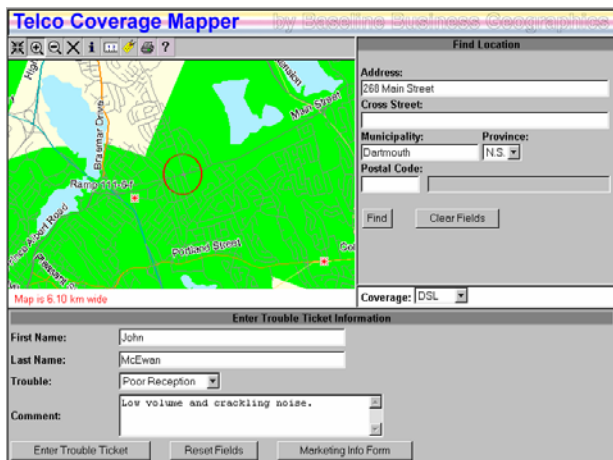 Telco Coverage Mapper
by Baseline Business Geographics
Find Location
Address:
268 Main Street
Cross Street:
Municipality: Province:
Dartmouth N.S.
Postal Code:
Find Clear Fields
Coverage: DSL
Main Street
Braemar Drive
Ramp 111-
Portland Street
Albert Road
Map is 6.10 km wide
Enter Trouble Ticket Information
First Name: John
Last Name: McEwan
Trouble: Poor Reception
Comment: Low volume and crackling noise.
Enter Trouble Ticket Reset Fields Marketing Info Form